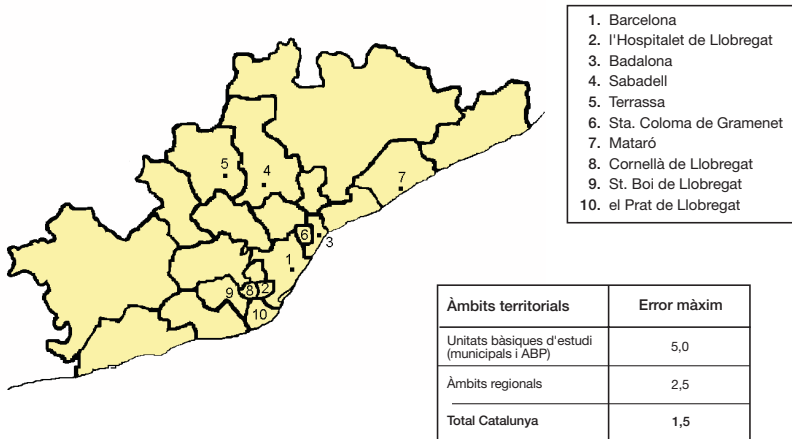 1. Barcelona
2. l'Hospitalet de Llobregat
3. Badalona
4. Sabadell
5. Terrassa
6. Sta. Coloma de Gramenet
7. Mataró
8. Cornellà de Llobregat
9. St. Boi de Llobregat
10. el Prat de Llobregat
5
4
7
6
3
1
9
8
2
10
Àmbits territorials Error màxim
Unitats bàsiques d'estudi
(municipals i ABP) 5,0
Àmbits regionals 2,5
Total Catalunya 1,5